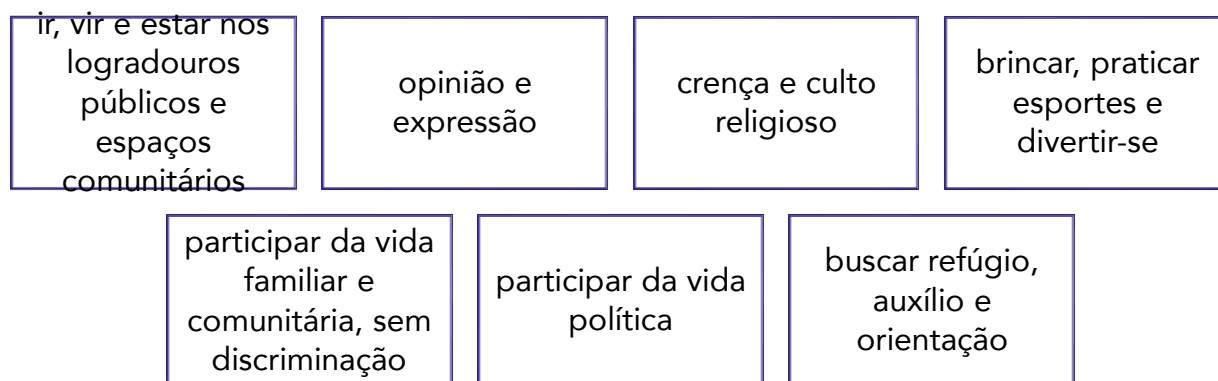 ir, vir e estar nos
logradouros
públicos e
espaços
comunitários
opinião e
expressão
crença e culto
religioso
brincar, praticar
esportes e
divertir-se
participar da vida
familiar e
comunitária, sem
discriminação
participar da vida
política
buscar refúgio,
auxílio e
orientação